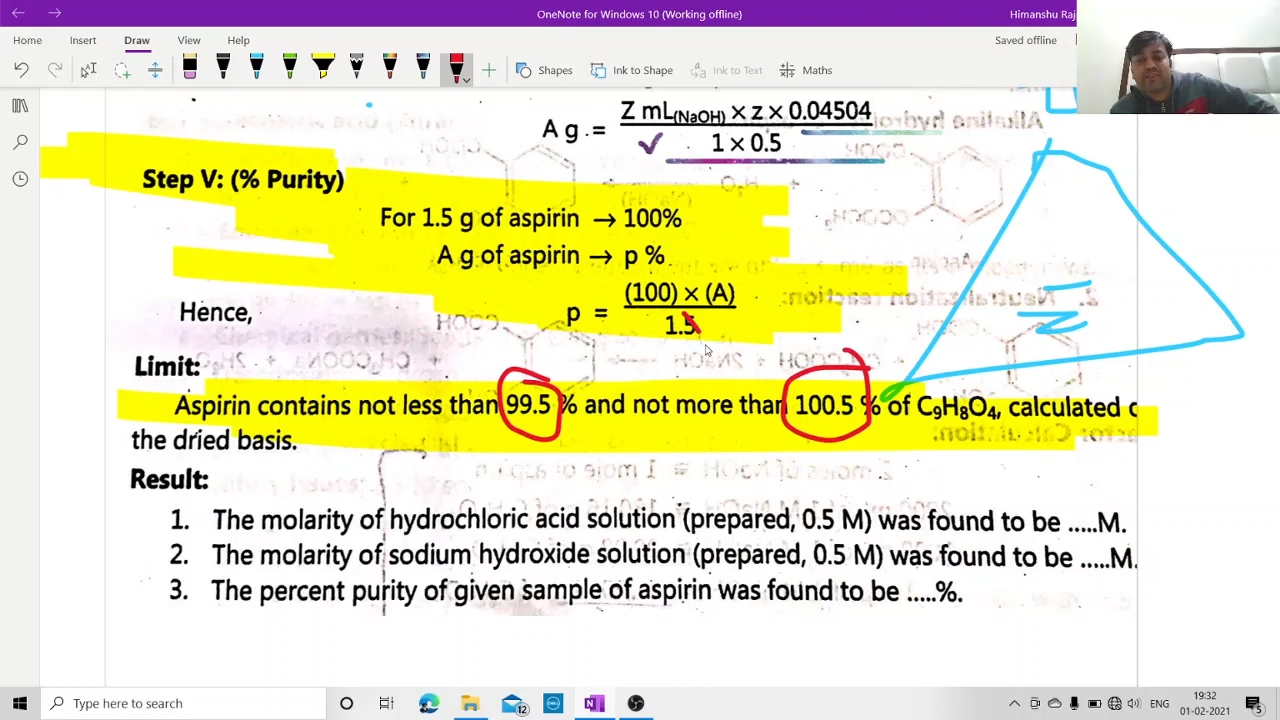 OneNote for Windows 10 (Working offline)
Himanshu Raj
Home Insert Draw View Help
Saved offline
Shapes Ink to Shape Ink to Text Maths
A g . = Z mL(NaOH) × z × 0.04504
1 × 0.5
Step V: (% Purity)
For 1.5 g of aspirin → 100%
A g of aspirin → p %
Hence, p = (100) × (A)
1.5
Limit:
Aspirin contains not less than 99.5 % and not more than 100.5 % of C₉H₈O₄, calculated
the dried basis.
Result:
1. The molarity of hydrochloric acid solution (prepared, 0.5 M) was found to be .....M.
2. The molarity of sodium hydroxide solution (prepared, 0.5 M) was found to be .....M.
3. The percent purity of given sample of aspirin was found to be .....%.
Type here to search
12
DELL
ENG
19:32
01-02-2021
5